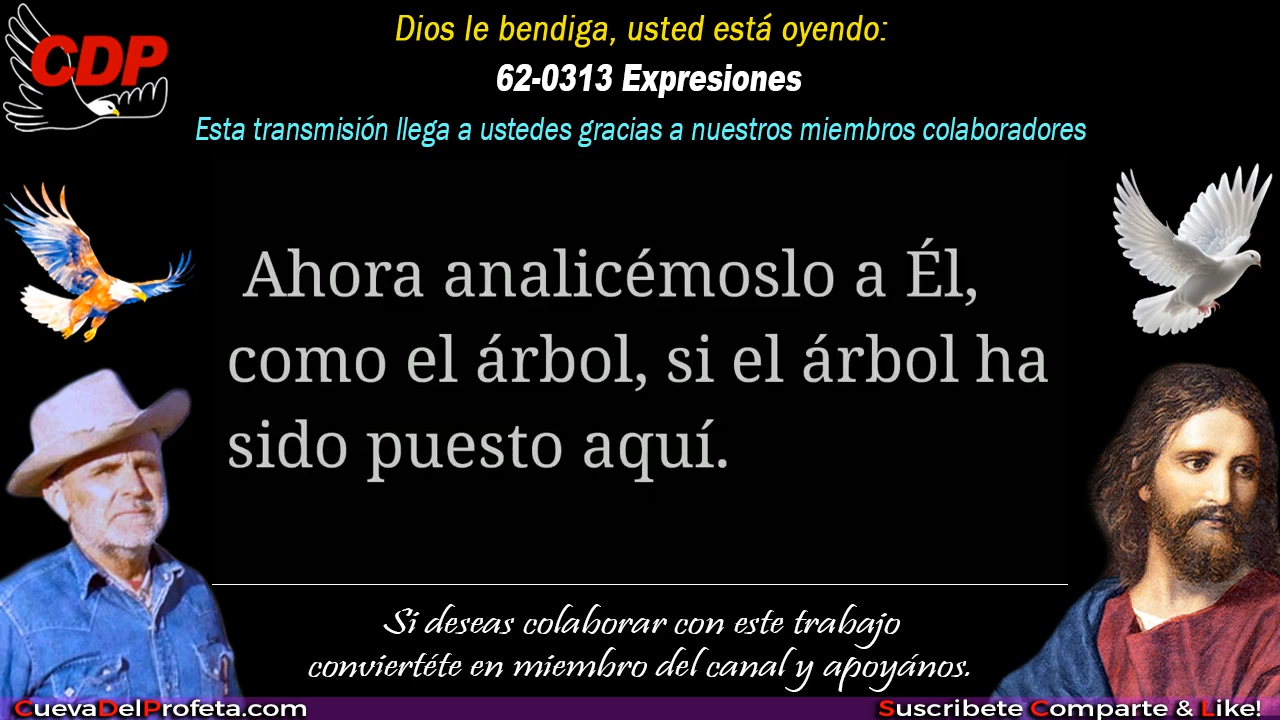 CDP
Dios le bendiga, usted está oyendo:
62-0313 Expresiones
Esta transmisión llega a ustedes gracias a nuestros miembros colaboradores
Ahora analicémoslo a Él,
como el árbol, si el árbol ha
sido puesto aquí.
Si deseas colaborar con este trabajo
conviertéte en miembro del canal y apoyános.
CuevaDelProfeta.com
Suscribete Comparte & Like!